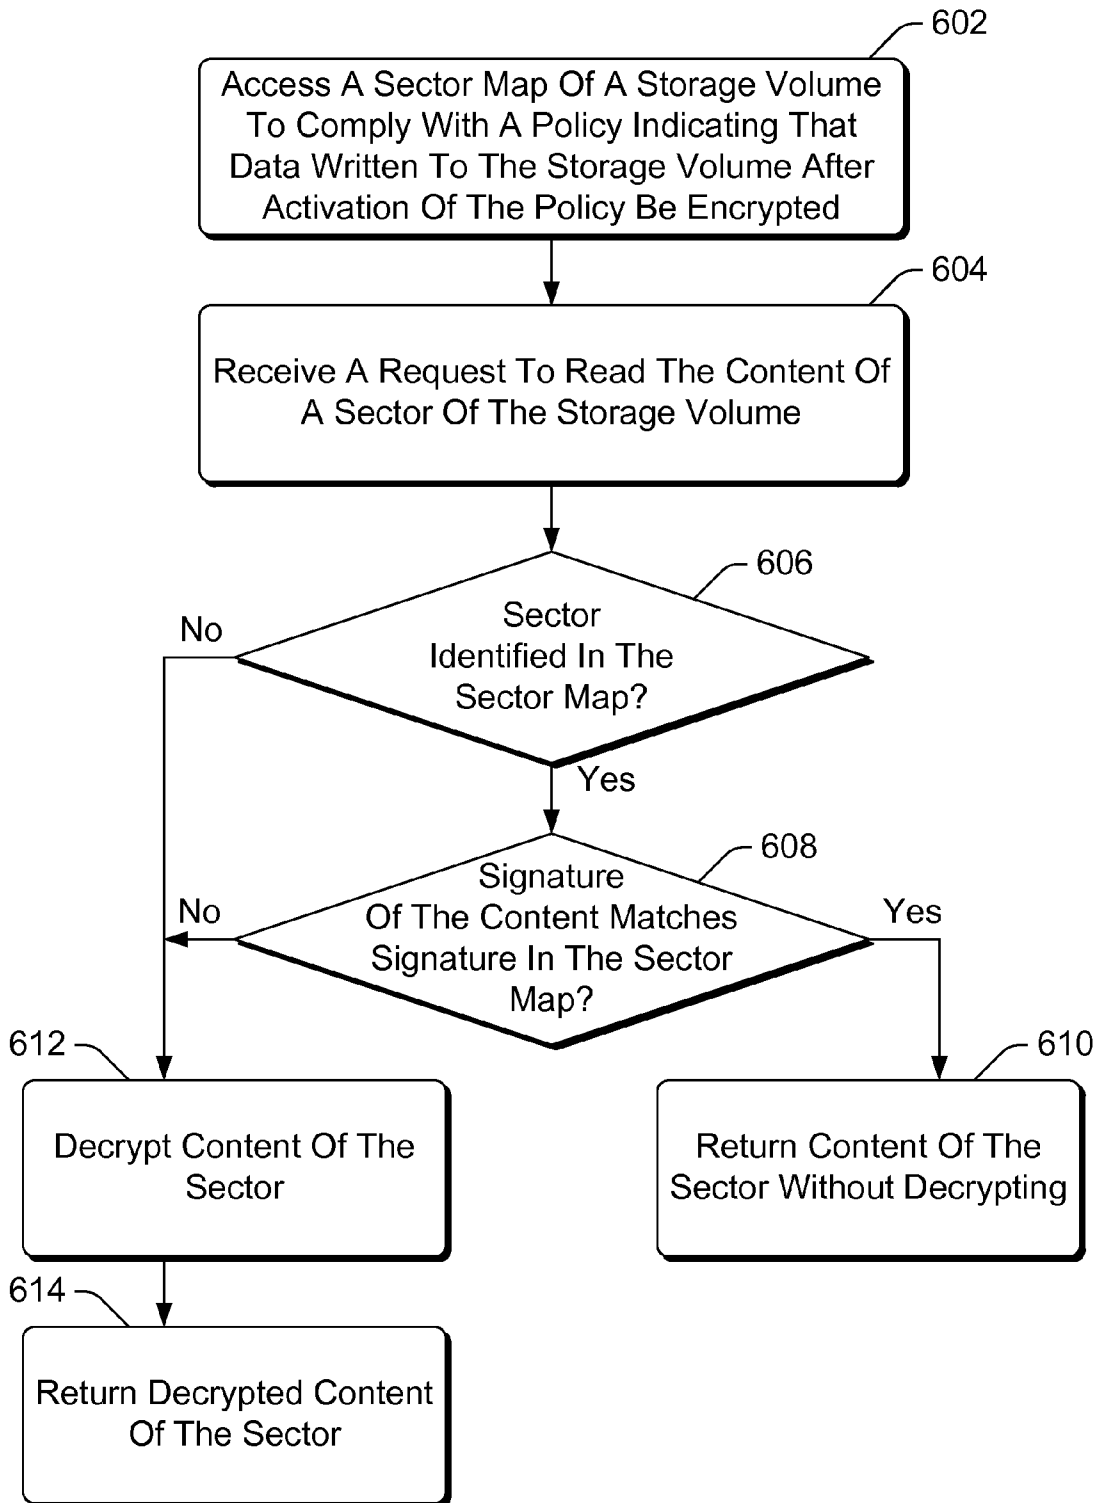 602
Access A Sector Map Of A Storage Volume
To Comply With A Policy Indicating That
Data Written To The Storage Volume After
Activation Of The Policy Be Encrypted
604
Receive A Request To Read The Content Of
A Sector Of The Storage Volume
606
Sector
Identified In The
Sector Map?
No
Yes
608
Signature
Of The Content Matches
Signature In The Sector
Map?
No
Yes
612
Decrypt Content Of The
Sector
610
Return Content Of The
Sector Without Decrypting
614
Return Decrypted Content
Of The Sector